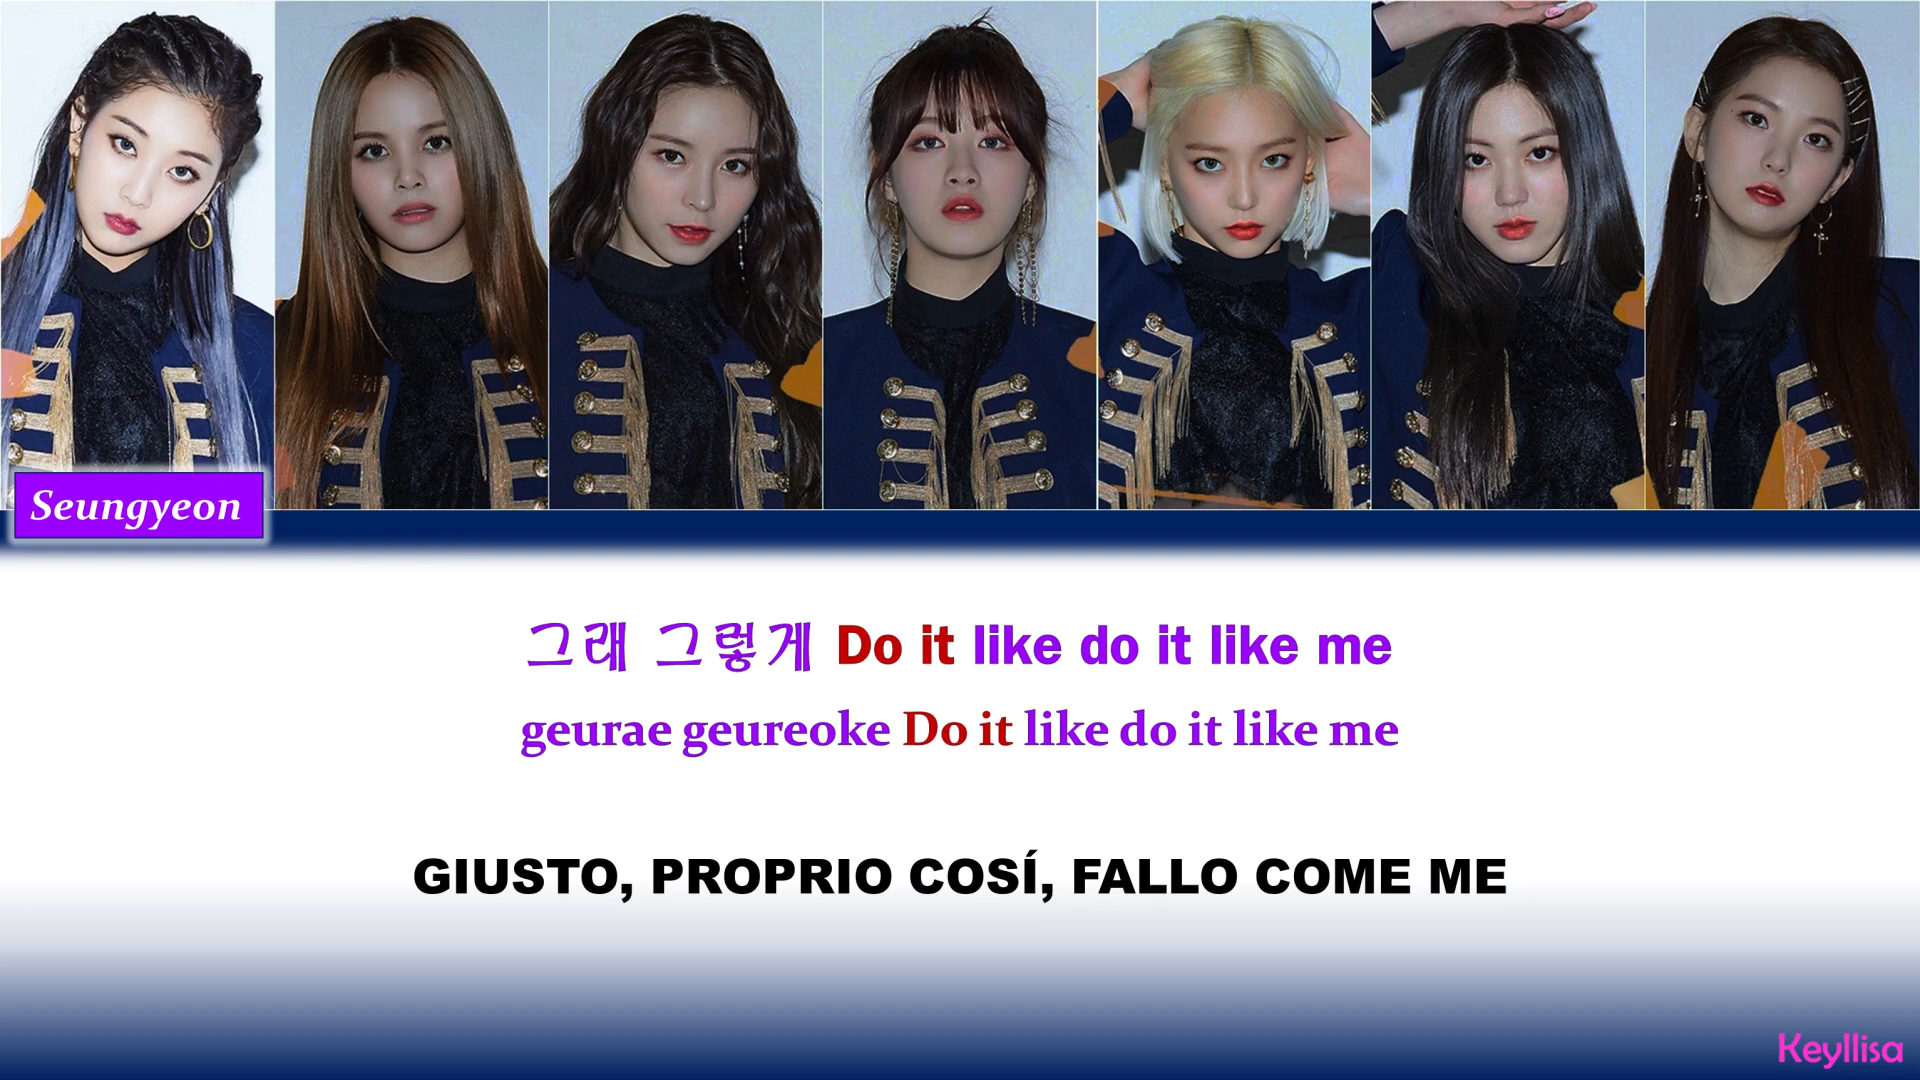 Seungyeon
그래 그렇게 Do it like do it like me
geurae geureoke Do it like do it like me
GIUSTO, PROPRIO COSÍ, FALLO COME ME
Keyllisa